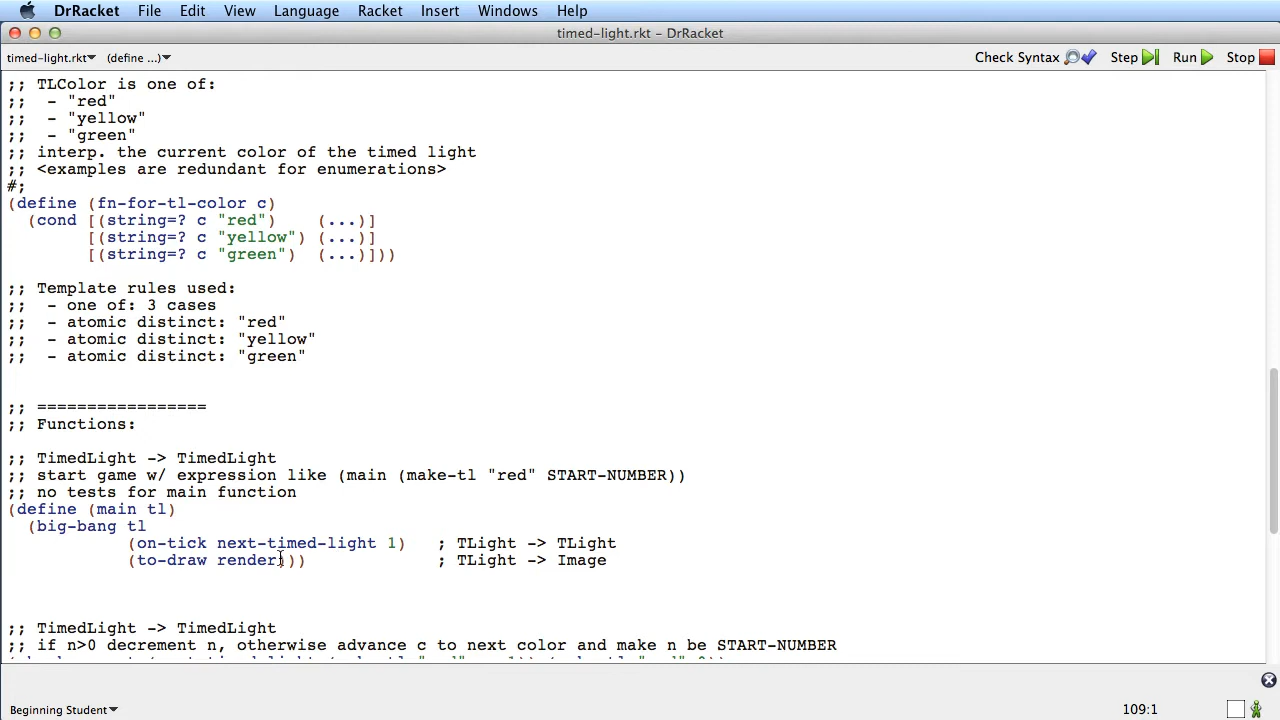 DrRacket File Edit View Language Racket Insert Windows Help
timed-light.rkt - DrRacket
timed-light.rkt▾ (define ...)▾ Check Syntax Step Run Stop
;; TLColor is one of:
;;  - "red"
;;  - "yellow"
;;  - "green"
;; interp. the current color of the timed light
;; <examples are redundant for enumerations>
#;
(define (fn-for-tl-color c)
  (cond [(string=? c "red")    (...)]
        [(string=? c "yellow") (...)]
        [(string=? c "green")  (...)]))
;; Template rules used:
;;  - one of: 3 cases
;;  - atomic distinct: "red"
;;  - atomic distinct: "yellow"
;;  - atomic distinct: "green"
;; =================
;; Functions:
;; TimedLight -> TimedLight
;; start game w/ expression like (main (make-tl "red" START-NUMBER))
;; no tests for main function
(define (main tl)
  (big-bang tl
            (on-tick next-timed-light 1)   ; TLight -> TLight
            (to-draw render)))             ; TLight -> Image
;; TimedLight -> TimedLight
;; if n>0 decrement n, otherwise advance c to next color and make n be START-NUMBER
Beginning Student▾ 109:1